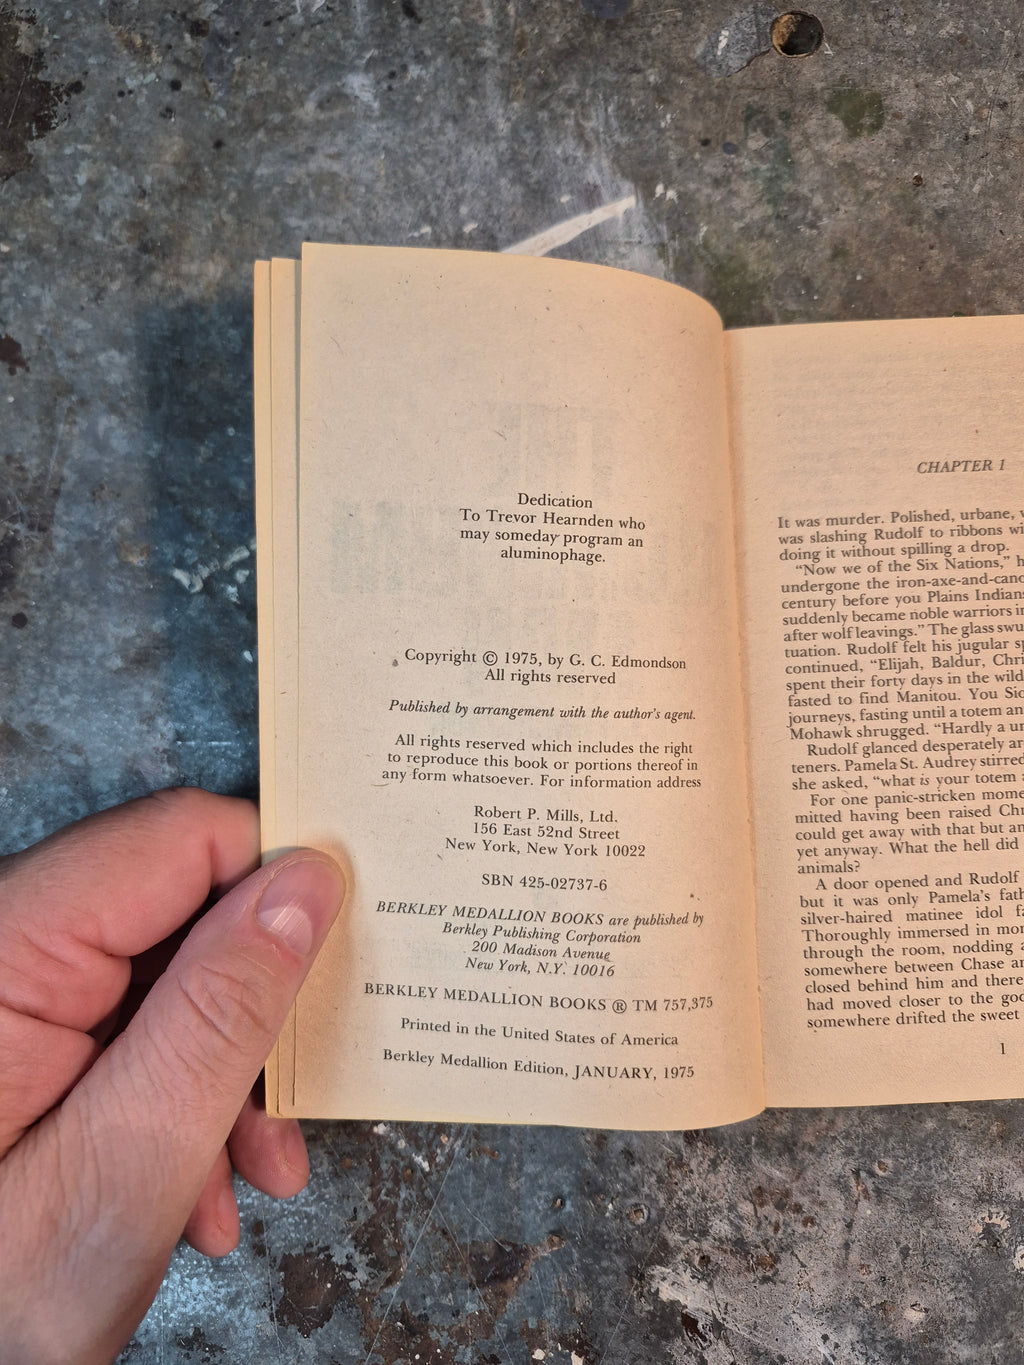 Dedication
To Trevor Hearnden who
may someday program an
aluminophage.
Copyright © 1975, by G. C. Edmondson
All rights reserved
Published by arrangement with the author's agent.
All rights reserved which includes the right
to reproduce this book or portions thereof in
any form whatsoever. For information address
Robert P. Mills, Ltd.
156 East 52nd Street
New York, New York 10022
SBN 425-02737-6
BERKLEY MEDALLION BOOKS are published by
Berkley Publishing Corporation
200 Madison Avenue
New York, N.Y. 10016
BERKLEY MEDALLION BOOKS ® TM 757,375
Printed in the United States of America
Berkley Medallion Edition, JANUARY, 1975
CHAPTER 1
It was murder. Polished, urbane,
was slashing Rudolf to ribbons
doing it without spilling a drop.
“Now we of the Six Nations,”
undergone the iron-axe-and-
century before you Plains Indians
suddenly became noble warriors
after wolf leavings.” The glass
tuation. Rudolf felt his jugular
continued, “Elijah, Baldur,
spent their forty days in the
fasted to find Manitou. You
journeys, fasting until a totem
Mohawk shrugged. “Hardly a
Rudolf glanced desperately
teners. Pamela St. Audrey stirred
she asked, “what is your totem
For one panic-stricken
mitted having been raised
could get away with that but
yet anyway. What the hell did
animals?
A door opened and Rudolf
but it was only Pamela's
silver-haired matinee idol
Thoroughly immersed in
through the room, nodding
somewhere between Chase
closed behind him and there
had moved closer to the
somewhere drifted the sweet
1